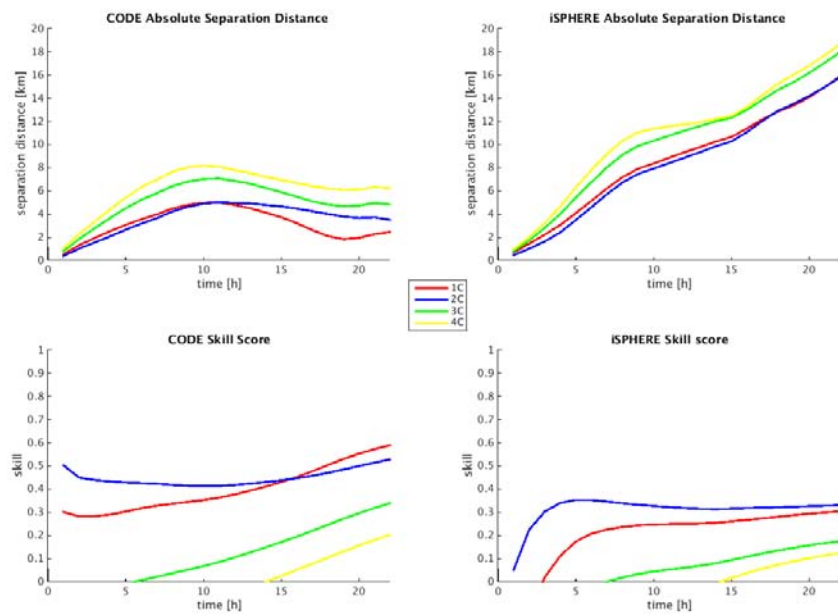 CODE Absolute Separation Distance
20
18
16
14
12
10
8
6
4
2
0
separation distance [km]
0 5 10 15 20
time [h]
iSPHERE Absolute Separation Distance
20
18
16
14
12
10
8
6
4
2
0
separation distance [km]
0 5 10 15 20
time [h]
1C
2C
3C
4C
CODE Skill Score
1
0.9
0.8
0.7
0.6
0.5
0.4
0.3
0.2
0.1
0
skill
0 5 10 15 20
time [h]
iSPHERE Skill score
1
0.9
0.8
0.7
0.6
0.5
0.4
0.3
0.2
0.1
0
skill
0 5 10 15 20
time [h]